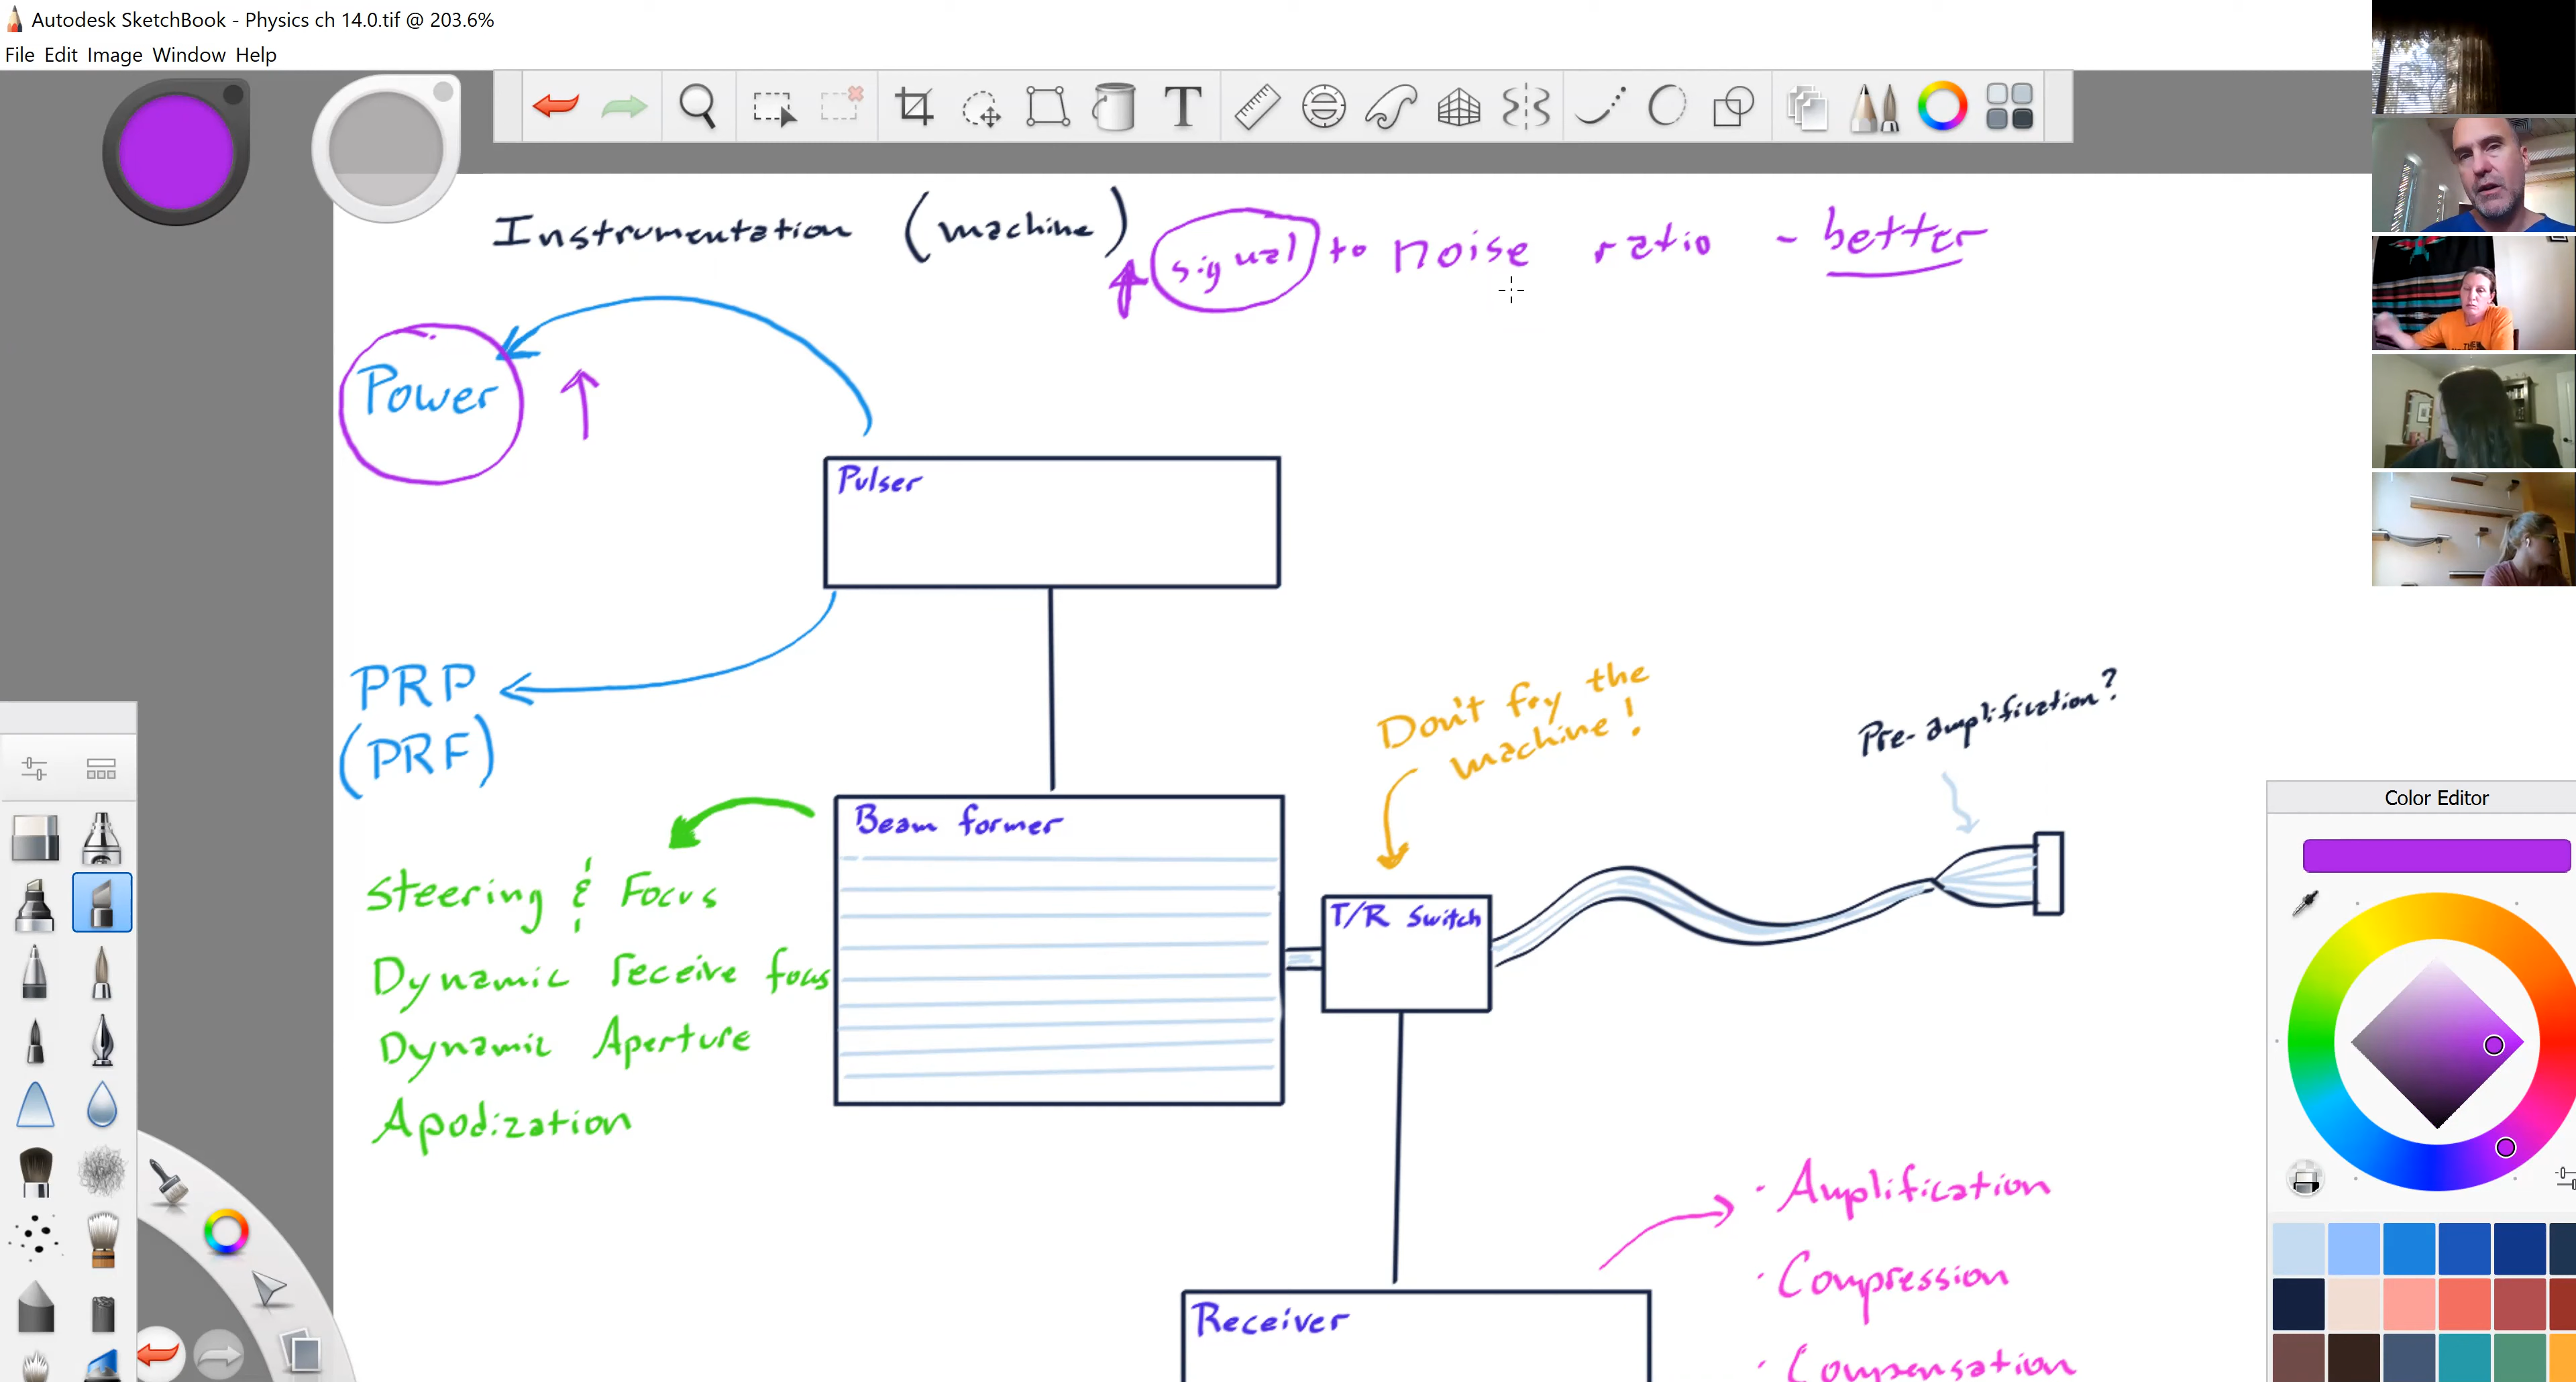 Autodesk SketchBook - Physics ch 14.0.tif @ 203.6%
File Edit Image Window Help
T
Instrumentation (machine)
signal to noise ratio - better
Power
Pulser
PRP
(PRF)
Don't fry the
machine!
Pre-amplification?
Color Editor
Beam former
Steering & Focus
Dynamic receive focus
Dynamic Aperture
Apodization
T/R Switch
· Amplification
· Compression
· Compensation
Receiver